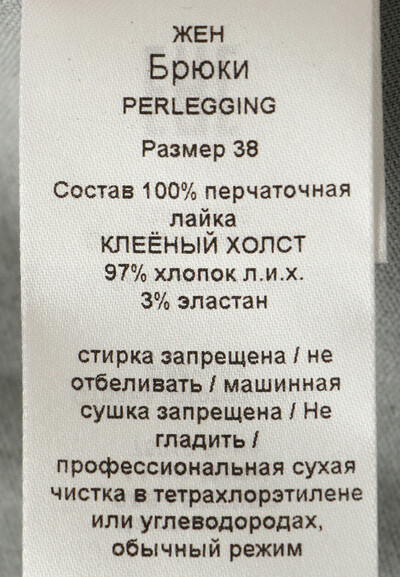 ЖЕН
Брюки
PERLEGGING
Размер 38
Состав 100% перчаточная
лайка
КЛЕЁНЫЙ ХОЛСТ
97% хлопок л.и.х.
3% эластан
стирка запрещена / не
отбеливать / машинная
сушка запрещена / Не
гладить /
профессиональная сухая
чистка в тетрахлорэтилене
или углеводородах,
обычный режим